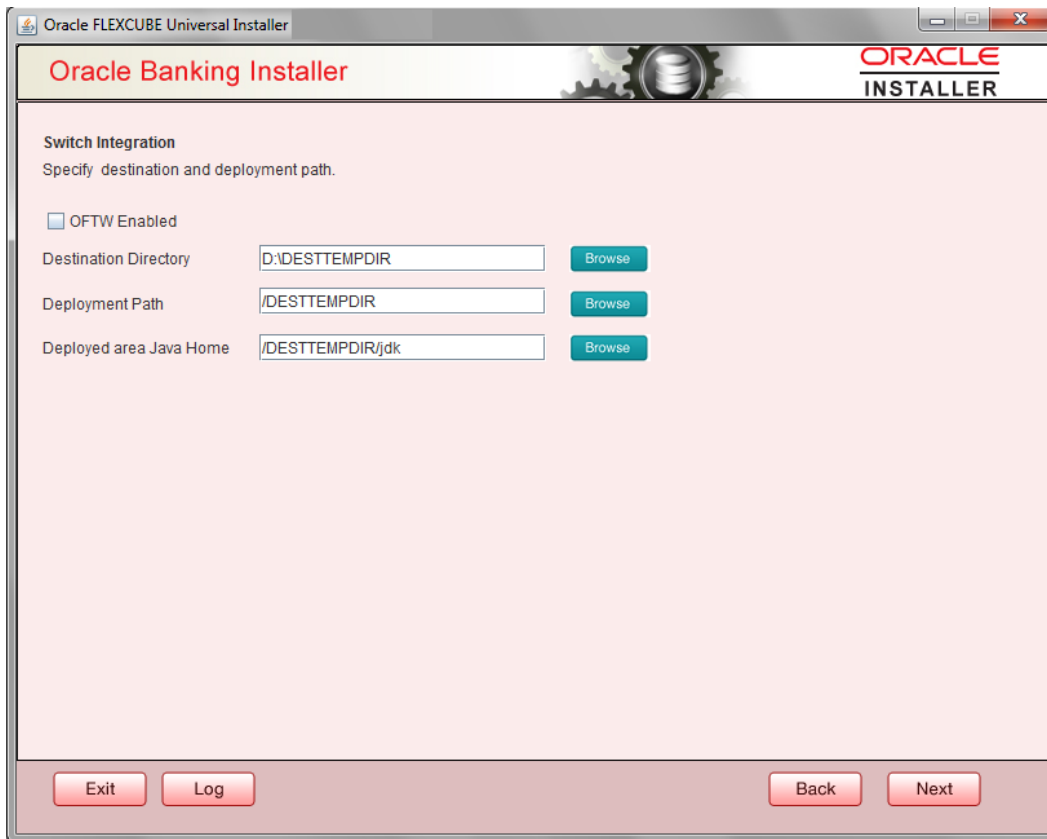 Oracle FLEXCUBE Universal Installer
Oracle Banking Installer
ORACLE
INSTALLER
Switch Integration
Specify destination and deployment path.
OFTW Enabled
Destination Directory D:\DESTTEMPDIR Browse
Deployment Path /DESTTEMPDIR Browse
Deployed area Java Home /DESTTEMPDIR/jdk Browse
Exit Log Back Next